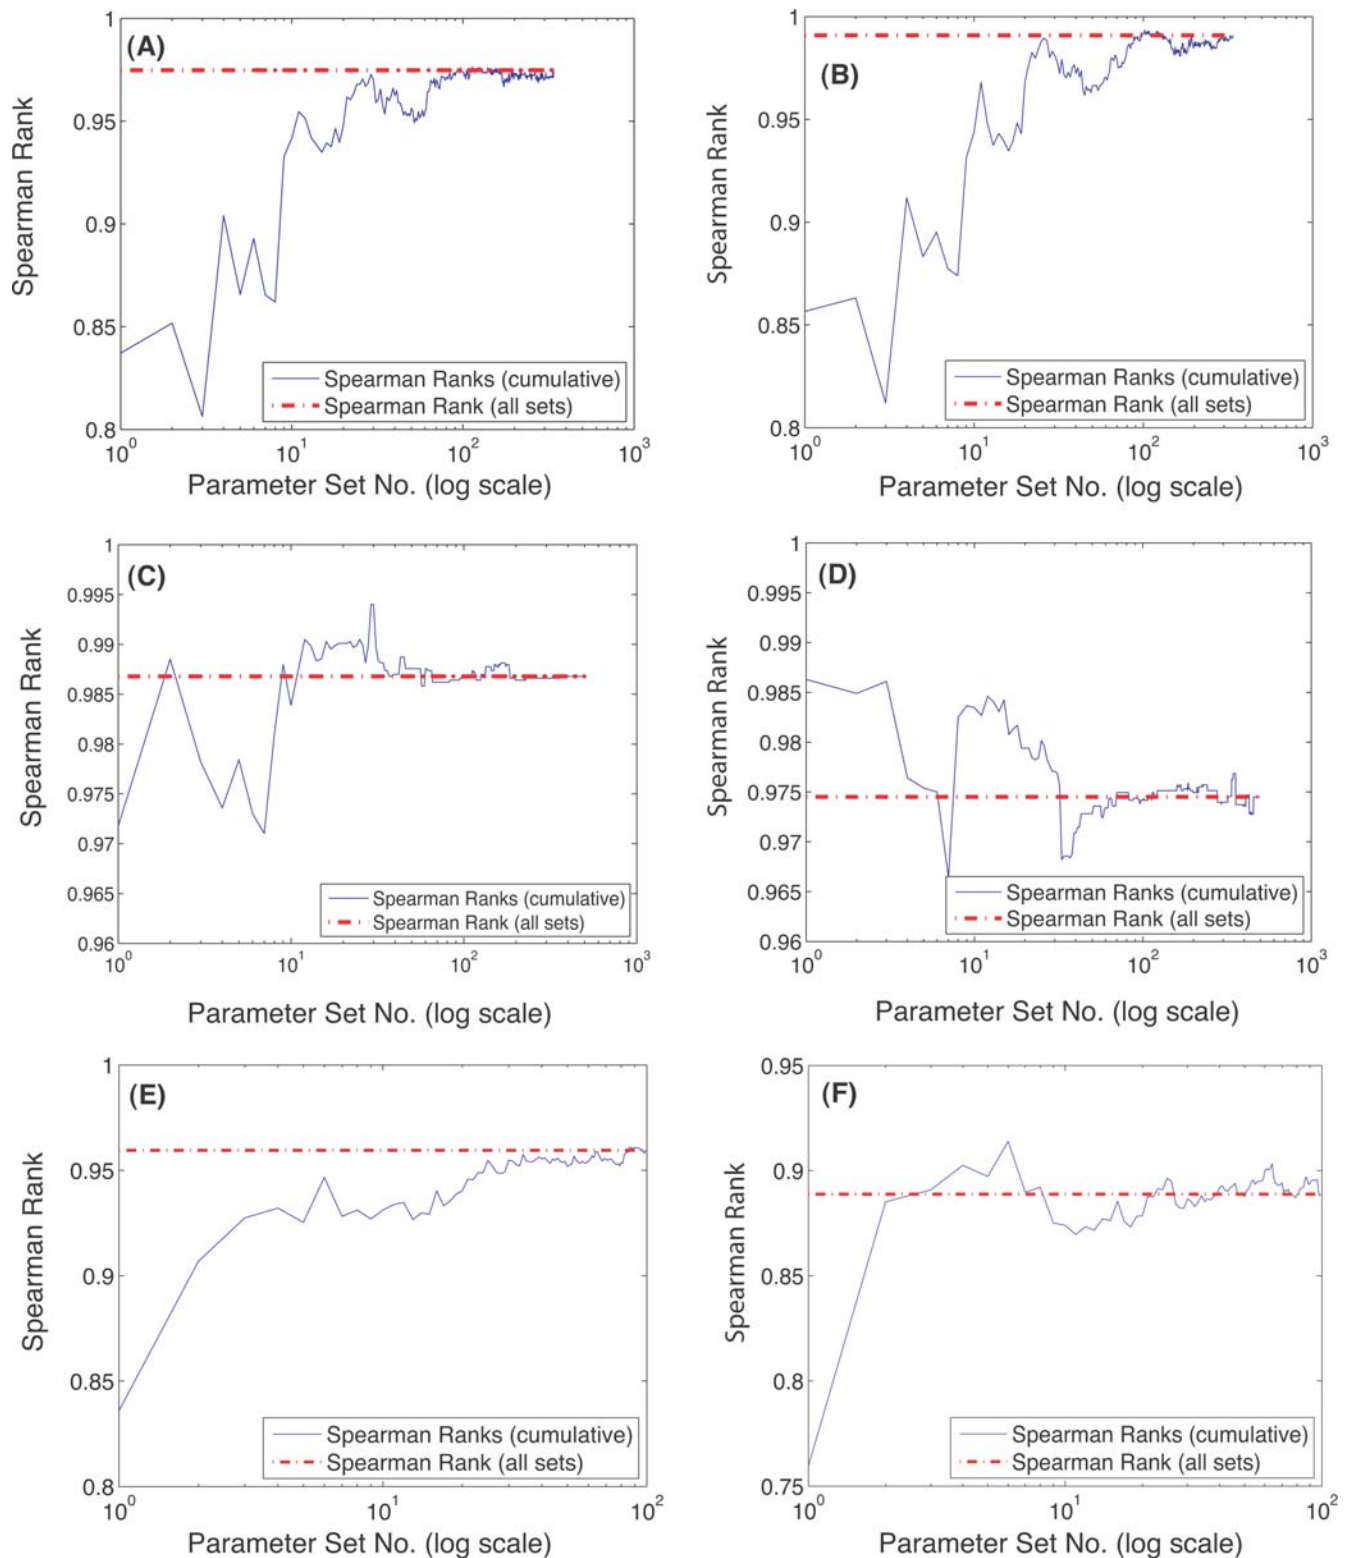 (A)
Spearman Rank
1
0.95
0.9
0.85
0.8
Spearman Ranks (cumulative)
Spearman Rank (all sets)
10^0 10^1 10^2 10^3
Parameter Set No. (log scale)
(B)
Spearman Rank
1
0.95
0.9
0.85
0.8
Spearman Ranks (cumulative)
Spearman Rank (all sets)
10^0 10^1 10^2 10^3
Parameter Set No. (log scale)
(C)
Spearman Rank
1
0.995
0.99
0.985
0.98
0.975
0.97
0.965
0.96
Spearman Ranks (cumulative)
Spearman Rank (all sets)
10^0 10^1 10^2 10^3
Parameter Set No. (log scale)
(D)
Spearman Rank
1
0.995
0.99
0.985
0.98
0.975
0.97
0.965
0.96
Spearman Ranks (cumulative)
Spearman Rank (all sets)
10^0 10^1 10^2 10^3
Parameter Set No. (log scale)
(E)
Spearman Rank
1
0.95
0.9
0.85
0.8
Spearman Ranks (cumulative)
Spearman Rank (all sets)
10^0 10^1 10^2
Parameter Set No. (log scale)
(F)
Spearman Rank
0.95
0.9
0.85
0.8
0.75
Spearman Ranks (cumulative)
Spearman Rank (all sets)
10^0 10^1 10^2
Parameter Set No. (log scale)